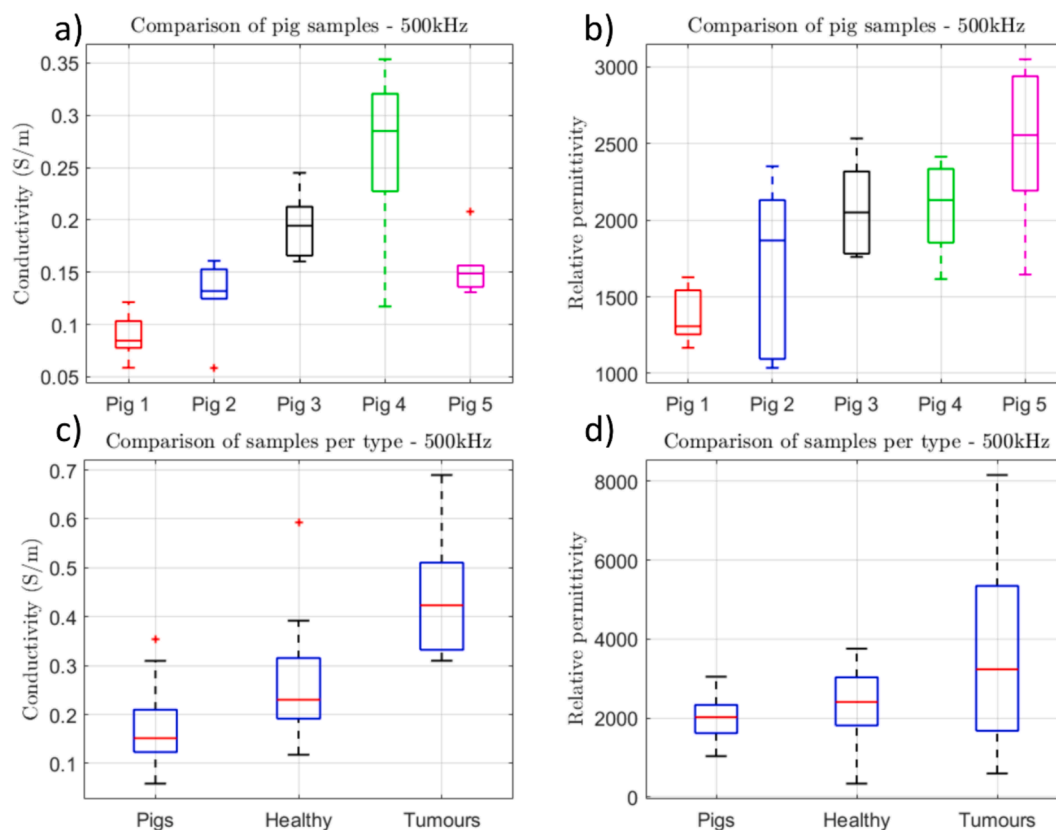 a)
Comparison of pig samples - 500kHz
Conductivity (S/m)
0.35
0.3
0.25
0.2
0.15
0.1
0.05
Pig 1 Pig 2 Pig 3 Pig 4 Pig 5
b)
Comparison of pig samples - 500kHz
Relative permittivity
3000
2500
2000
1500
1000
Pig 1 Pig 2 Pig 3 Pig 4 Pig 5
c)
Comparison of samples per type - 500kHz
Conductivity (S/m)
0.7
0.6
0.5
0.4
0.3
0.2
0.1
Pigs Healthy Tumours
d)
Comparison of samples per type - 500kHz
Relative permittivity
8000
6000
4000
2000
0
Pigs Healthy Tumours